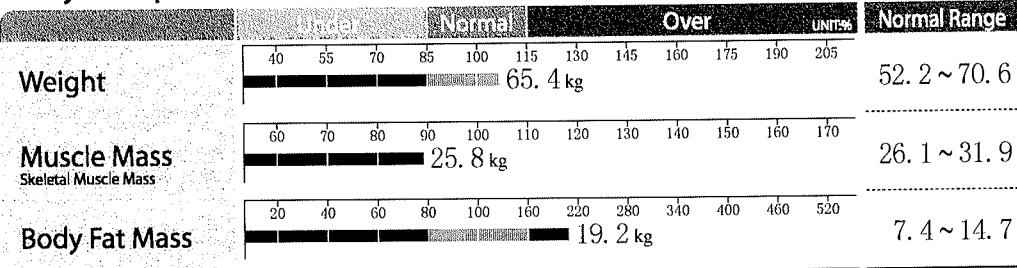 Under Normal Over UNIT:% Normal Range
40 55 70 85 100 115 130 145 160 175 190 205
Weight 65.4 kg 52.2~70.6
60 70 80 90 100 110 120 130 140 150 160 170
Muscle Mass 25.8 kg 26.1~31.9
Skeletal Muscle Mass
20 40 60 80 100 160 220 280 340 400 460 520
Body Fat Mass 19.2 kg 7.4~14.7